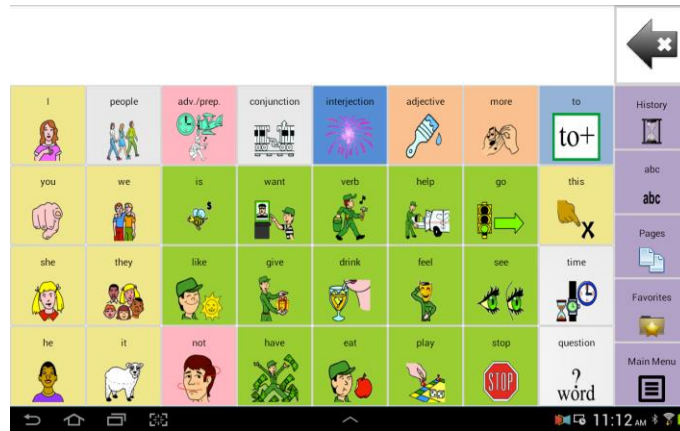 I people adv./prep. conjunction interjection adjective more to History
to+
abc
you we is want verb help go this abc
$
X
Pages
she they like give drink feel see time
Favorites
he it not have eat play stop question
Main Menu
STOP
?
word
11:12 AM